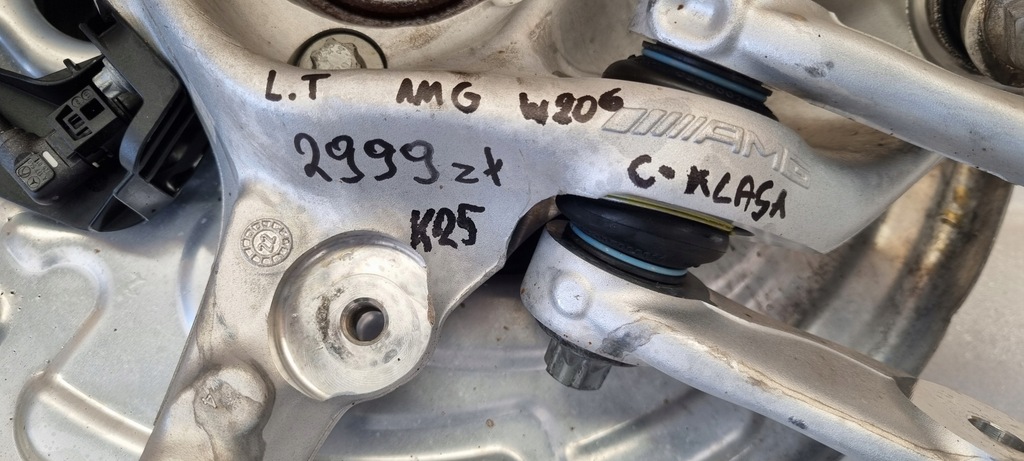 L.T AMG W206
AMG
2999 zł
C-KLASA
K25